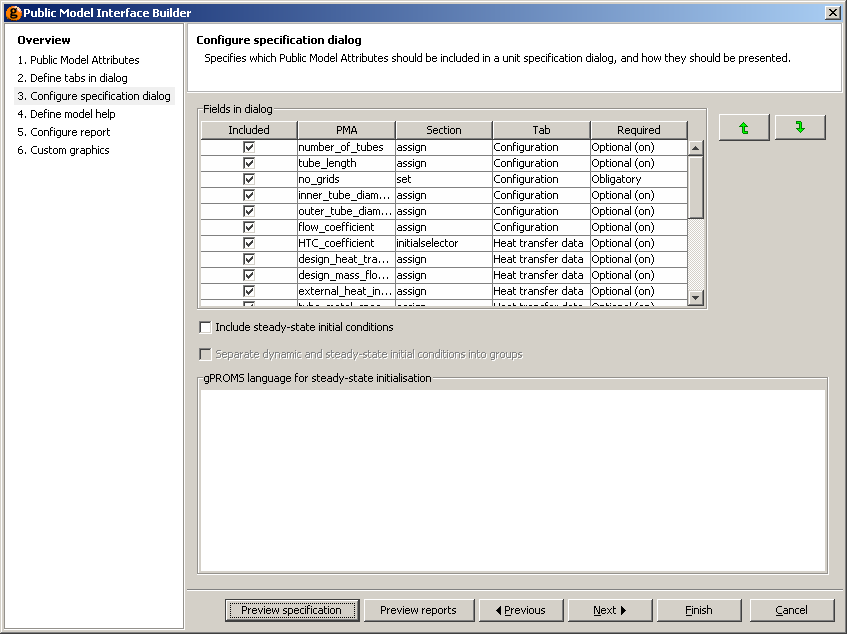 Public Model Interface Builder
Overview
1. Public Model Attributes
2. Define tabs in dialog
3. Configure specification dialog
4. Define model help
5. Configure report
6. Custom graphics
Configure specification dialog
Specifies which Public Model Attributes should be included in a unit specification dialog, and how they should be presented.
Fields in dialog
Included PMA Section Tab Required
number_of_tubes assign Configuration Optional (on)
tube_length assign Configuration Optional (on)
no_grids set Configuration Obligatory
inner_tube_diam... assign Configuration Optional (on)
outer_tube_diam... assign Configuration Optional (on)
flow_coefficient assign Configuration Optional (on)
HTC_coefficient initialselector Heat transfer data Optional (on)
design_heat_tra... assign Heat transfer data Optional (on)
design_mass_flo... assign Heat transfer data Optional (on)
external_heat_in... assign Heat transfer data Optional (on)
Include steady-state initial conditions
Separate dynamic and steady-state initial conditions into groups
gPROMS language for steady-state initialisation
Preview specification Preview reports Previous Next Finish Cancel